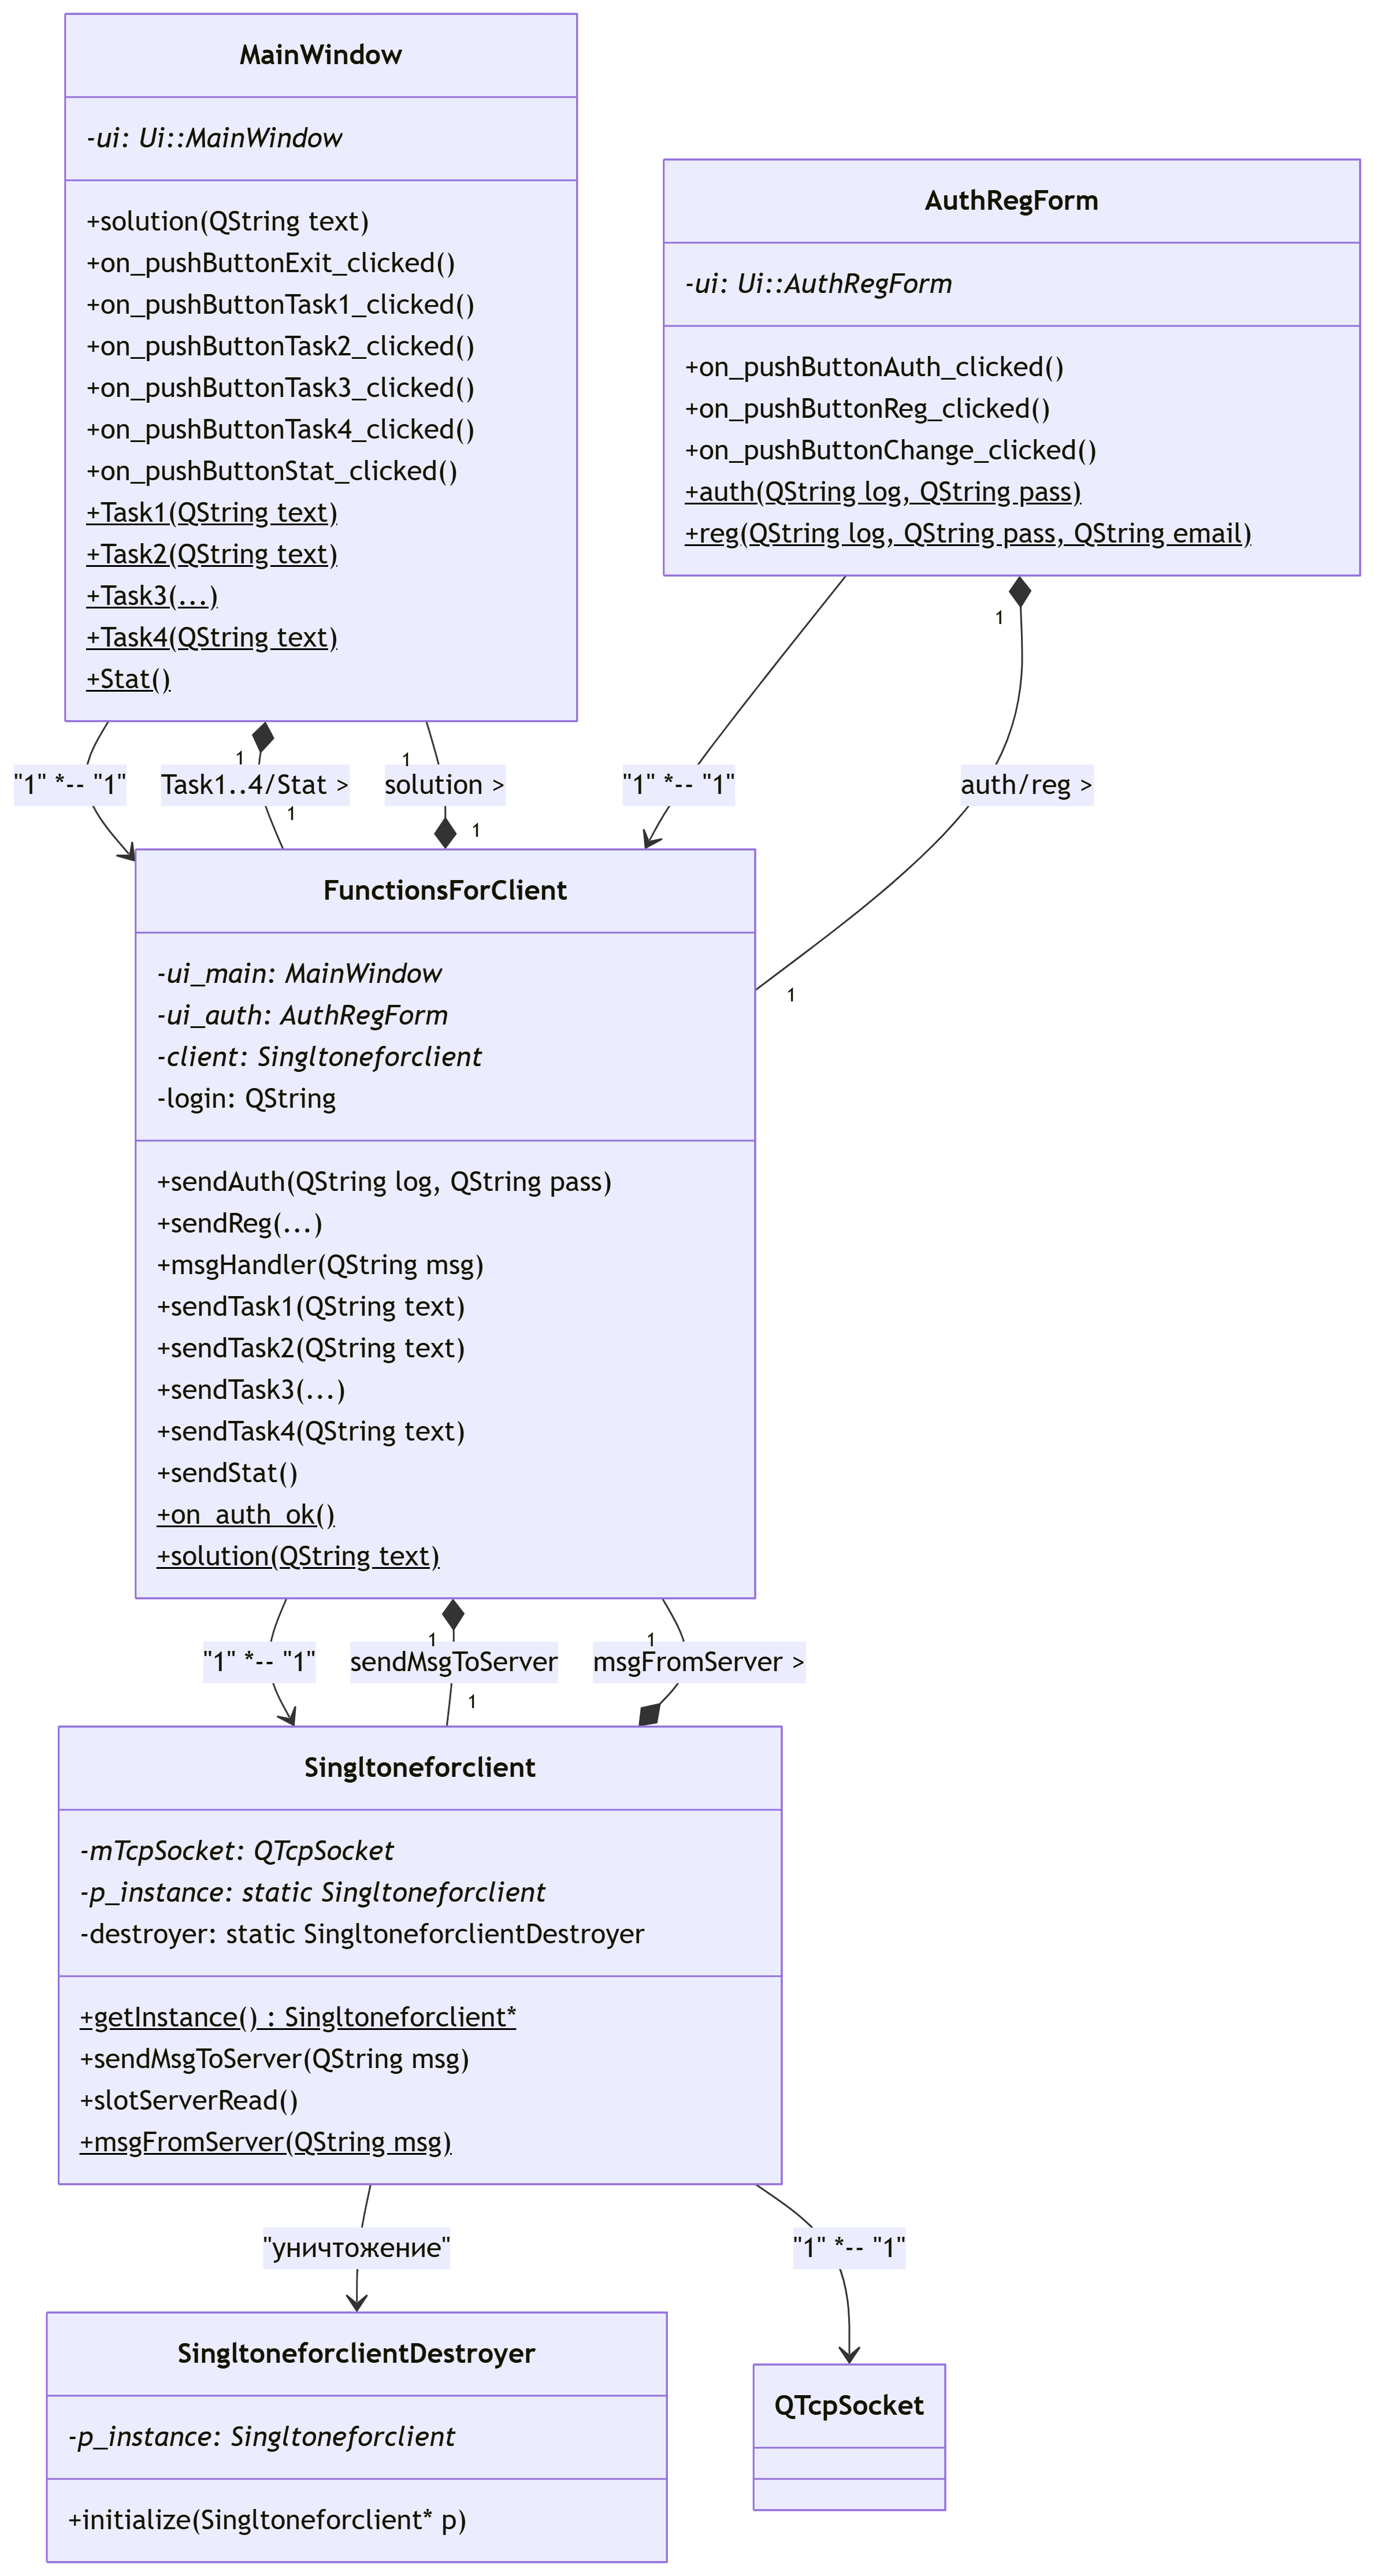 MainWindow
-ui: Ui::MainWindow
+solution(QString text)
+on_pushButtonExit_clicked()
+on_pushButtonTask1_clicked()
+on_pushButtonTask2_clicked()
+on_pushButtonTask3_clicked()
+on_pushButtonTask4_clicked()
+on_pushButtonStat_clicked()
+Task1(QString text)
+Task2(QString text)
+Task3(...)
+Task4(QString text)
+Stat()
AuthRegForm
-ui: Ui::AuthRegForm
+on_pushButtonAuth_clicked()
+on_pushButtonReg_clicked()
+on_pushButtonChange_clicked()
+auth(QString log, QString pass)
+reg(QString log, QString pass, QString email)
1
1
1
"1" *-- "1"
Task1..4/Stat >
solution >
"1" *-- "1"
auth/reg >
1
1
1
FunctionsForClient
-ui_main: MainWindow
-ui_auth: AuthRegForm
-client: Singltoneforclient
-login: QString
+sendAuth(QString log, QString pass)
+sendReg(...)
+msgHandler(QString msg)
+sendTask1(QString text)
+sendTask2(QString text)
+sendTask3(...)
+sendTask4(QString text)
+sendStat()
+on_auth_ok()
+solution(QString text)
1
1
"1" *-- "1"
sendMsgToServer
msgFromServer >
1
Singltoneforclient
-mTcpSocket: QTcpSocket
-p_instance: static Singltoneforclient
-destroyer: static SingltoneforclientDestroyer
+getInstance() : Singltoneforclient*
+sendMsgToServer(QString msg)
+slotServerRead()
+msgFromServer(QString msg)
"уничтожение"
"1" *-- "1"
SingltoneforclientDestroyer
-p_instance: Singltoneforclient
+initialize(Singltoneforclient* p)
QTcpSocket